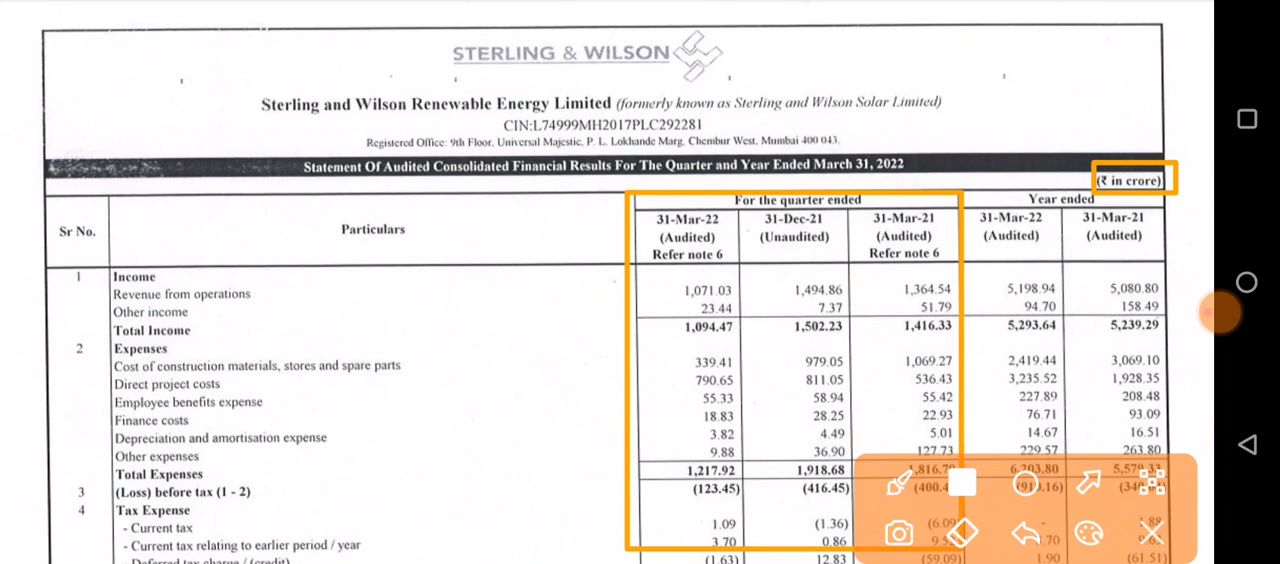 STERLING & WILSON
Sterling and Wilson Renewable Energy Limited (formerly known as Sterling and Wilson Solar Limited)
CIN:L74999MH2017PLC292281
Registered Office: 9th Floor, Universal Majestic, P. L. Lokhande Marg, Chembur West, Mumbai 400 043.
Statement Of Audited Consolidated Financial Results For The Quarter and Year Ended March 31, 2022
(₹ in crore)
Sr No. Particulars For the quarter ended Year ended
31-Mar-22 31-Dec-21 31-Mar-21 31-Mar-22 31-Mar-21
(Audited) (Unaudited) (Audited) (Audited) (Audited)
Refer note 6 Refer note 6
1 Income
Revenue from operations 1,071.03 1,494.86 1,364.54 5,198.94 5,080.80
Other income 23.44 7.37 51.79 94.70 158.49
Total Income 1,094.47 1,502.23 1,416.33 5,293.64 5,239.29
2 Expenses
Cost of construction materials, stores and spare parts 339.41 979.05 1,069.27 2,419.44 3,069.10
Direct project costs 790.65 811.05 536.43 3,235.52 1,928.35
Employee benefits expense 55.33 58.94 55.42 227.89 208.48
Finance costs 18.83 28.25 22.93 76.71 93.09
Depreciation and amortisation expense 3.82 4.49 5.01 14.67 16.51
Other expenses 9.88 36.90 127.73 229.57 263.80
Total Expenses 1,217.92 1,918.68 6,203.80
3 (Loss) before tax (1 - 2) (123.45) (416.45)
4 Tax Expense
- Current tax 1.09 (1.36) -
- Current tax relating to earlier period / year 3.70 0.86
- Deferred tax charge / (credit) (1.63) 12.83 (59.09) 1.90 (61.51)